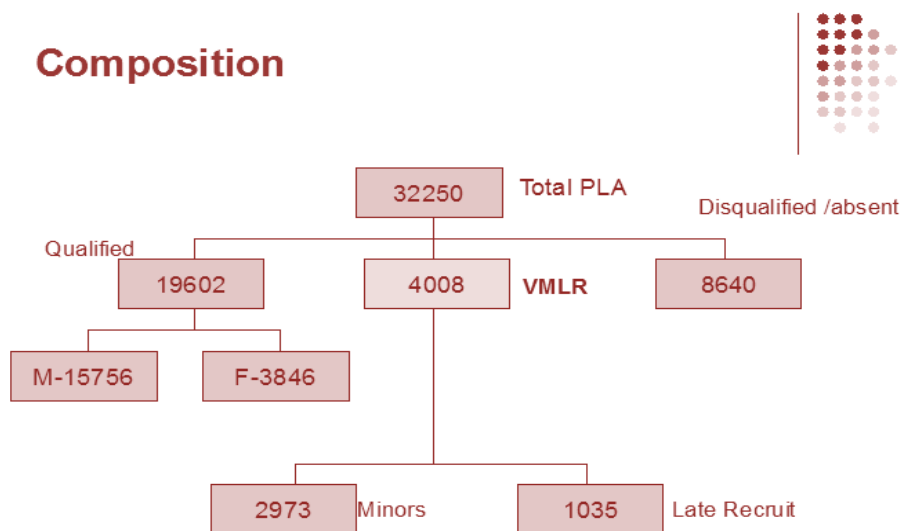 Composition
32250
Total PLA
Disqualified /absent
Qualified
19602
4008
VMLR
8640
M-15756
F-3846
2973
Minors
1035
Late Recruit